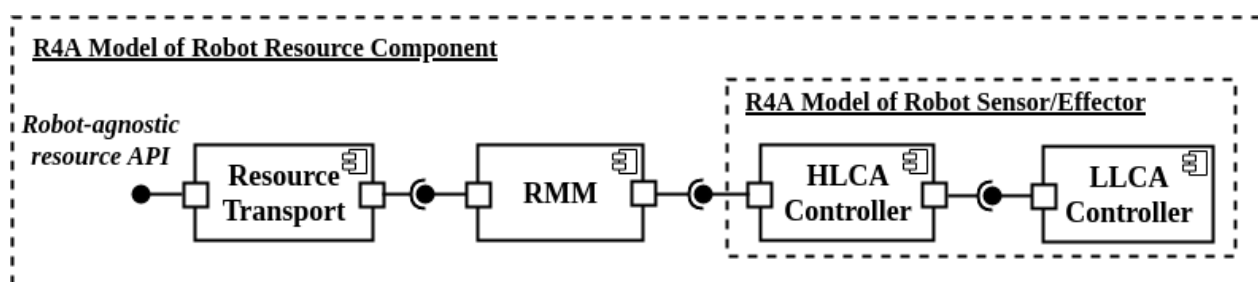 R4A Model of Robot Resource Component
R4A Model of Robot Sensor/Effector
Robot-agnostic
resource API
Resource
Transport
RMM
HLCA
Controller
LLCA
Controller